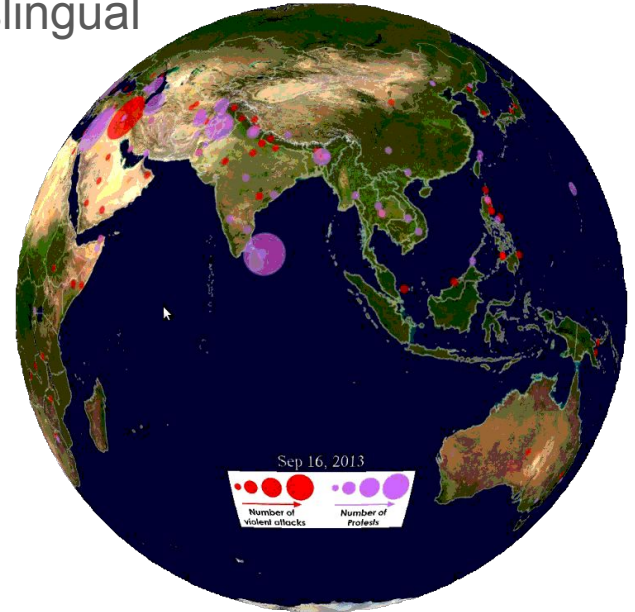 lingual
Sep 16, 2013
Number of
violent attacks
Number of
Protests